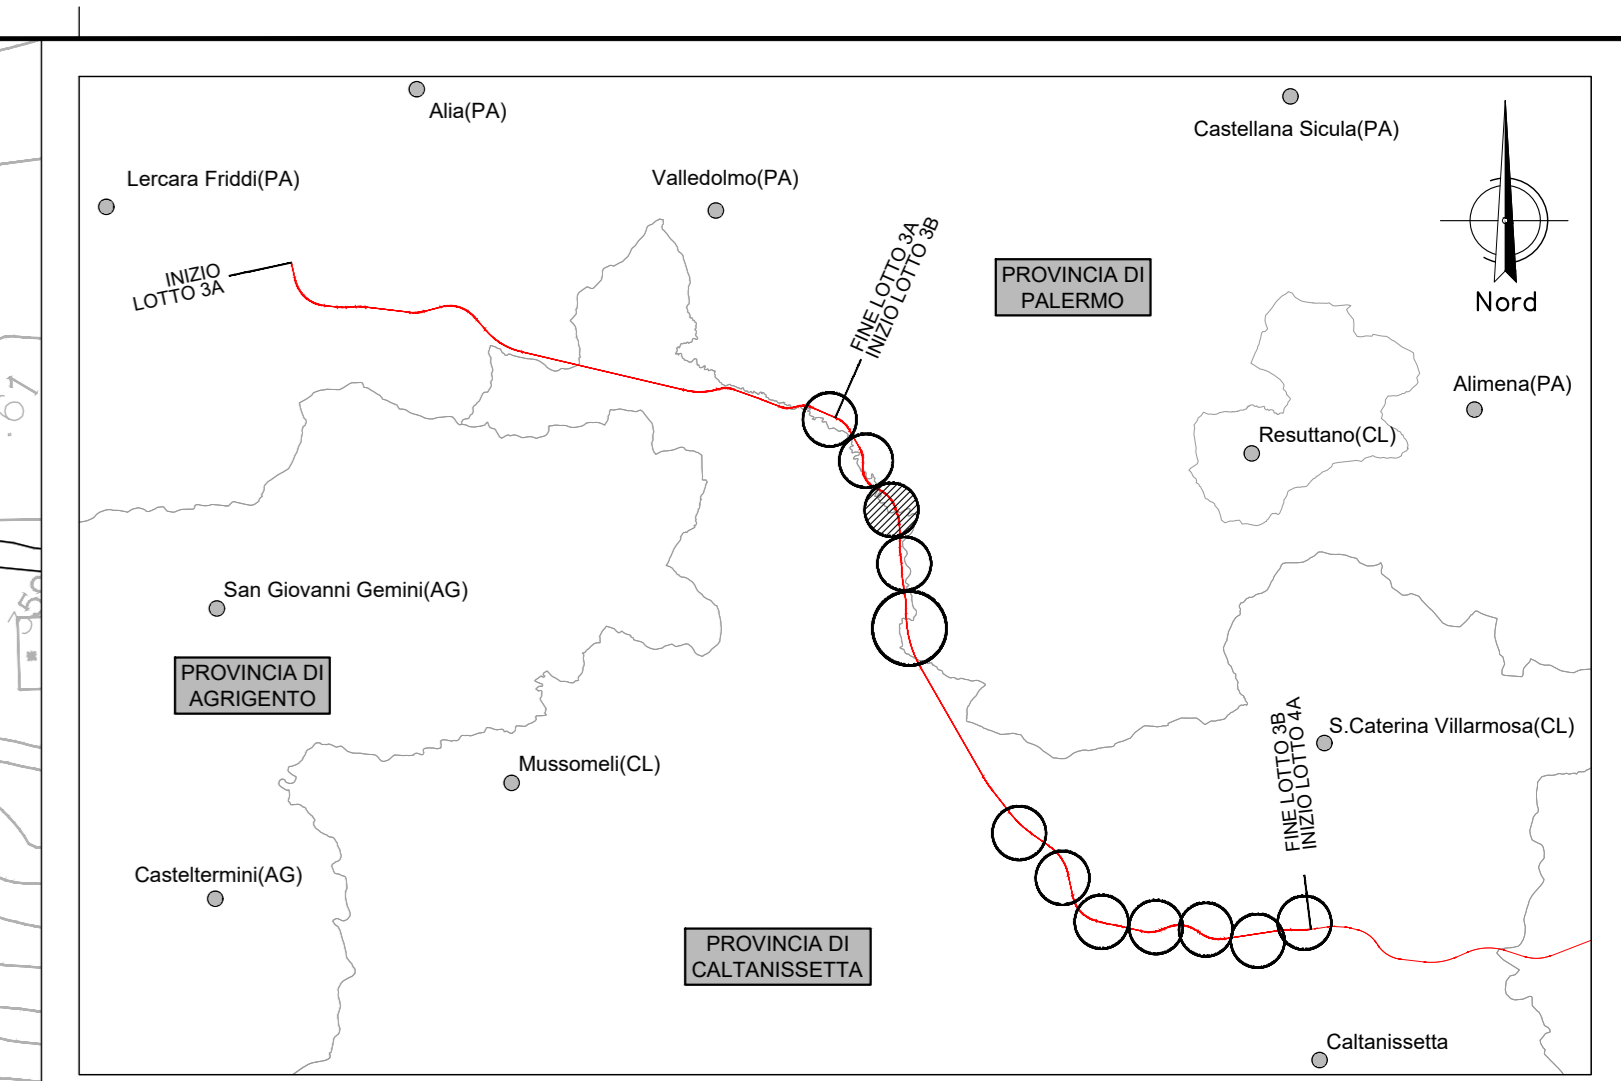 Alia(PA)
Castellana Sicula(PA)
Lercara Friddi(PA)
Valledolmo(PA)
INIZIO
LOTTO 3A
FINE LOTTO 3A
INIZIO LOTTO 3B
PROVINCIA DI
PALERMO
Nord
Alimena(PA)
Resuttano(CL)
San Giovanni Gemini(AG)
PROVINCIA DI
AGRIGENTO
Mussomeli(CL)
FINE LOTTO 3B
INIZIO LOTTO 4A
S.Caterina Villarmosa(CL)
Casteltermini(AG)
PROVINCIA DI
CALTANISSETTA
Caltanissetta